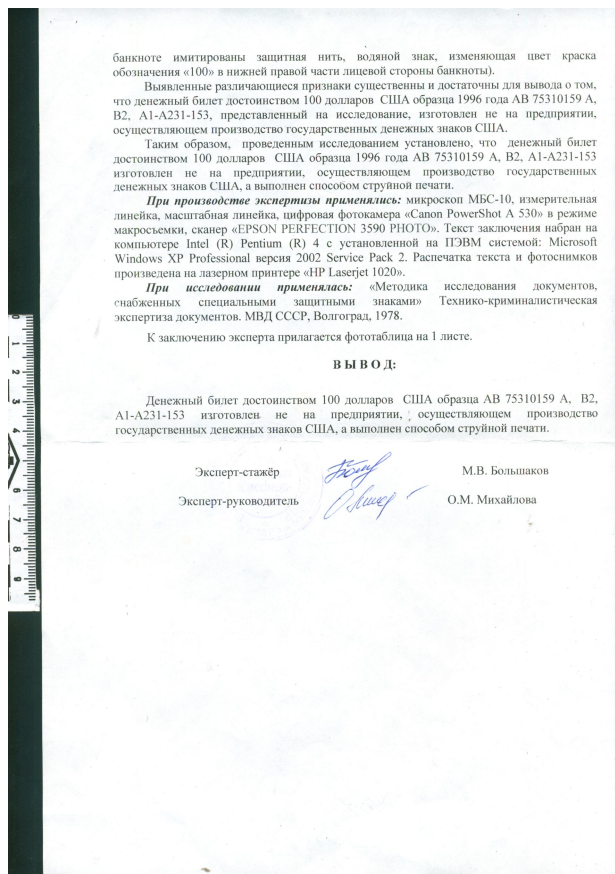 банкноте имитированы защитная нить, водяной знак, изменяющая цвет краска
обозначения «100» в нижней правой части лицевой стороны банкноты).
Выявленные различающиеся признаки существенны и достаточны для вывода о том,
что денежный билет достоинством 100 долларов США образца 1996 года АВ 75310159 А,
В2, А1-А231-153, представленный на исследование, изготовлен не на предприятии,
осуществляющем производство государственных денежных знаков США.
Таким образом, проведенным исследованием установлено, что денежный билет
достоинством 100 долларов США образца 1996 года АВ 75310159 А, В2, А1-А231-153
изготовлен не на предприятии, осуществляющем производство государственных
денежных знаков США, а выполнен способом струйной печати.
При производстве экспертизы применялись: микроскоп МБС-10, измерительная
линейка, масштабная линейка, цифровая фотокамера «Canon PowerShot A 530» в режиме
макросъемки, сканер «EPSON PERFECTION 3590 PHOTO». Текст заключения набран на
компьютере Intel (R) Pentium (R) 4 с установленной на ПЭВМ системой: Microsoft
Windows XP Professional версия 2002 Service Pack 2. Распечатка текста и фотоснимков
произведена на лазерном принтере «HP Laserjet 1020».
При исследовании применялась: «Методика исследования документов,
снабженных специальными защитными знаками» Технико-криминалистическая
экспертиза документов. МВД СССР, Волгоград, 1978.
К заключению эксперта прилагается фототаблица на 1 листе.
В Ы В О Д:
Денежный билет достоинством 100 долларов США образца АВ 75310159 А, В2,
А1-А231-153 изготовлен не на предприятии, осуществляющем производство
государственных денежных знаков США, а выполнен способом струйной печати.
Эксперт-стажёр М.В. Большаков
Эксперт-руководитель О.М. Михайлова
0 1 2 3 4 5 6 7 8 9